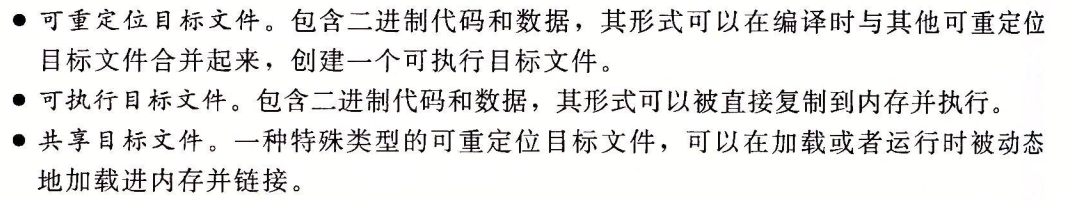 ● 可重定位目标文件。包含二进制代码和数据，其形式可以在编译时与其他可重定位
目标文件合并起来，创建一个可执行目标文件。
● 可执行目标文件。包含二进制代码和数据，其形式可以被直接复制到内存并执行。
● 共享目标文件。一种特殊类型的可重定位目标文件，可以在加载或者运行时被动态
地加载进内存并链接。